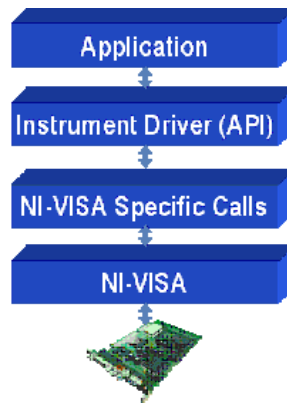 Application
Instrument Driver (API)
NI-VISA Specific Calls
NI-VISA